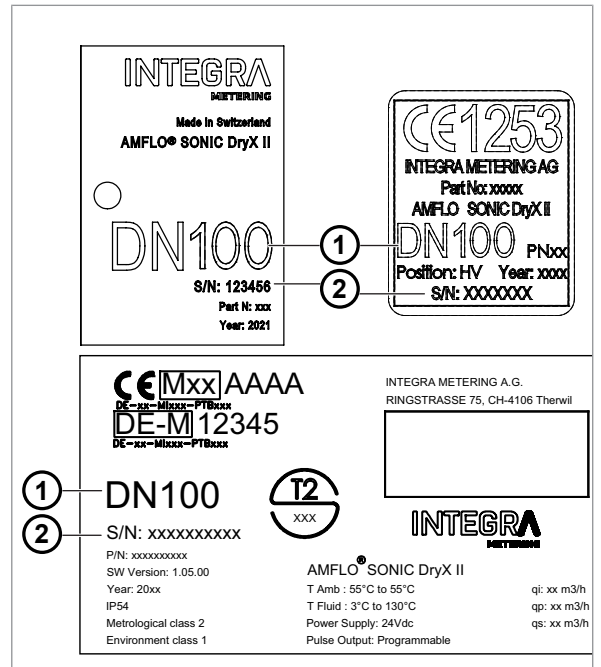 INTEGRA
METERING
Made in Switzerland
AMFLO® SONIC DryX II
DN100
S/N: 123456
Part N: xxx
Year: 2021
1
2
CE1253
INTEGRA METERING AG
Part No: xxxxx
AMFLO SONIC DryX II
DN100 PNxx
Position: HV Year: xxxx
S/N: XXXXXXX
CE Mxx AAAA
DE-xx-MIxxx-PTBxxx
DE-M 12345
DE-xx-MIxxx-PTBxxx
1
DN100
2
S/N: xxxxxxxxxx
P/N: xxxxxxxxxx
SW Version: 1.05.00
Year: 20xx
IP54
Metrological class 2
Environment class 1
T2
xxx
INTEGRA METERING A.G.
RINGSTRASSE 75, CH-4106 Therwil
INTEGRA
METERING
AMFLO® SONIC DryX II
T Amb : 55°C to 55°C
T Fluid : 3°C to 130°C
Power Supply: 24Vdc
Pulse Output: Programmable
qi: xx m3/h
qp: xx m3/h
qs: xx m3/h